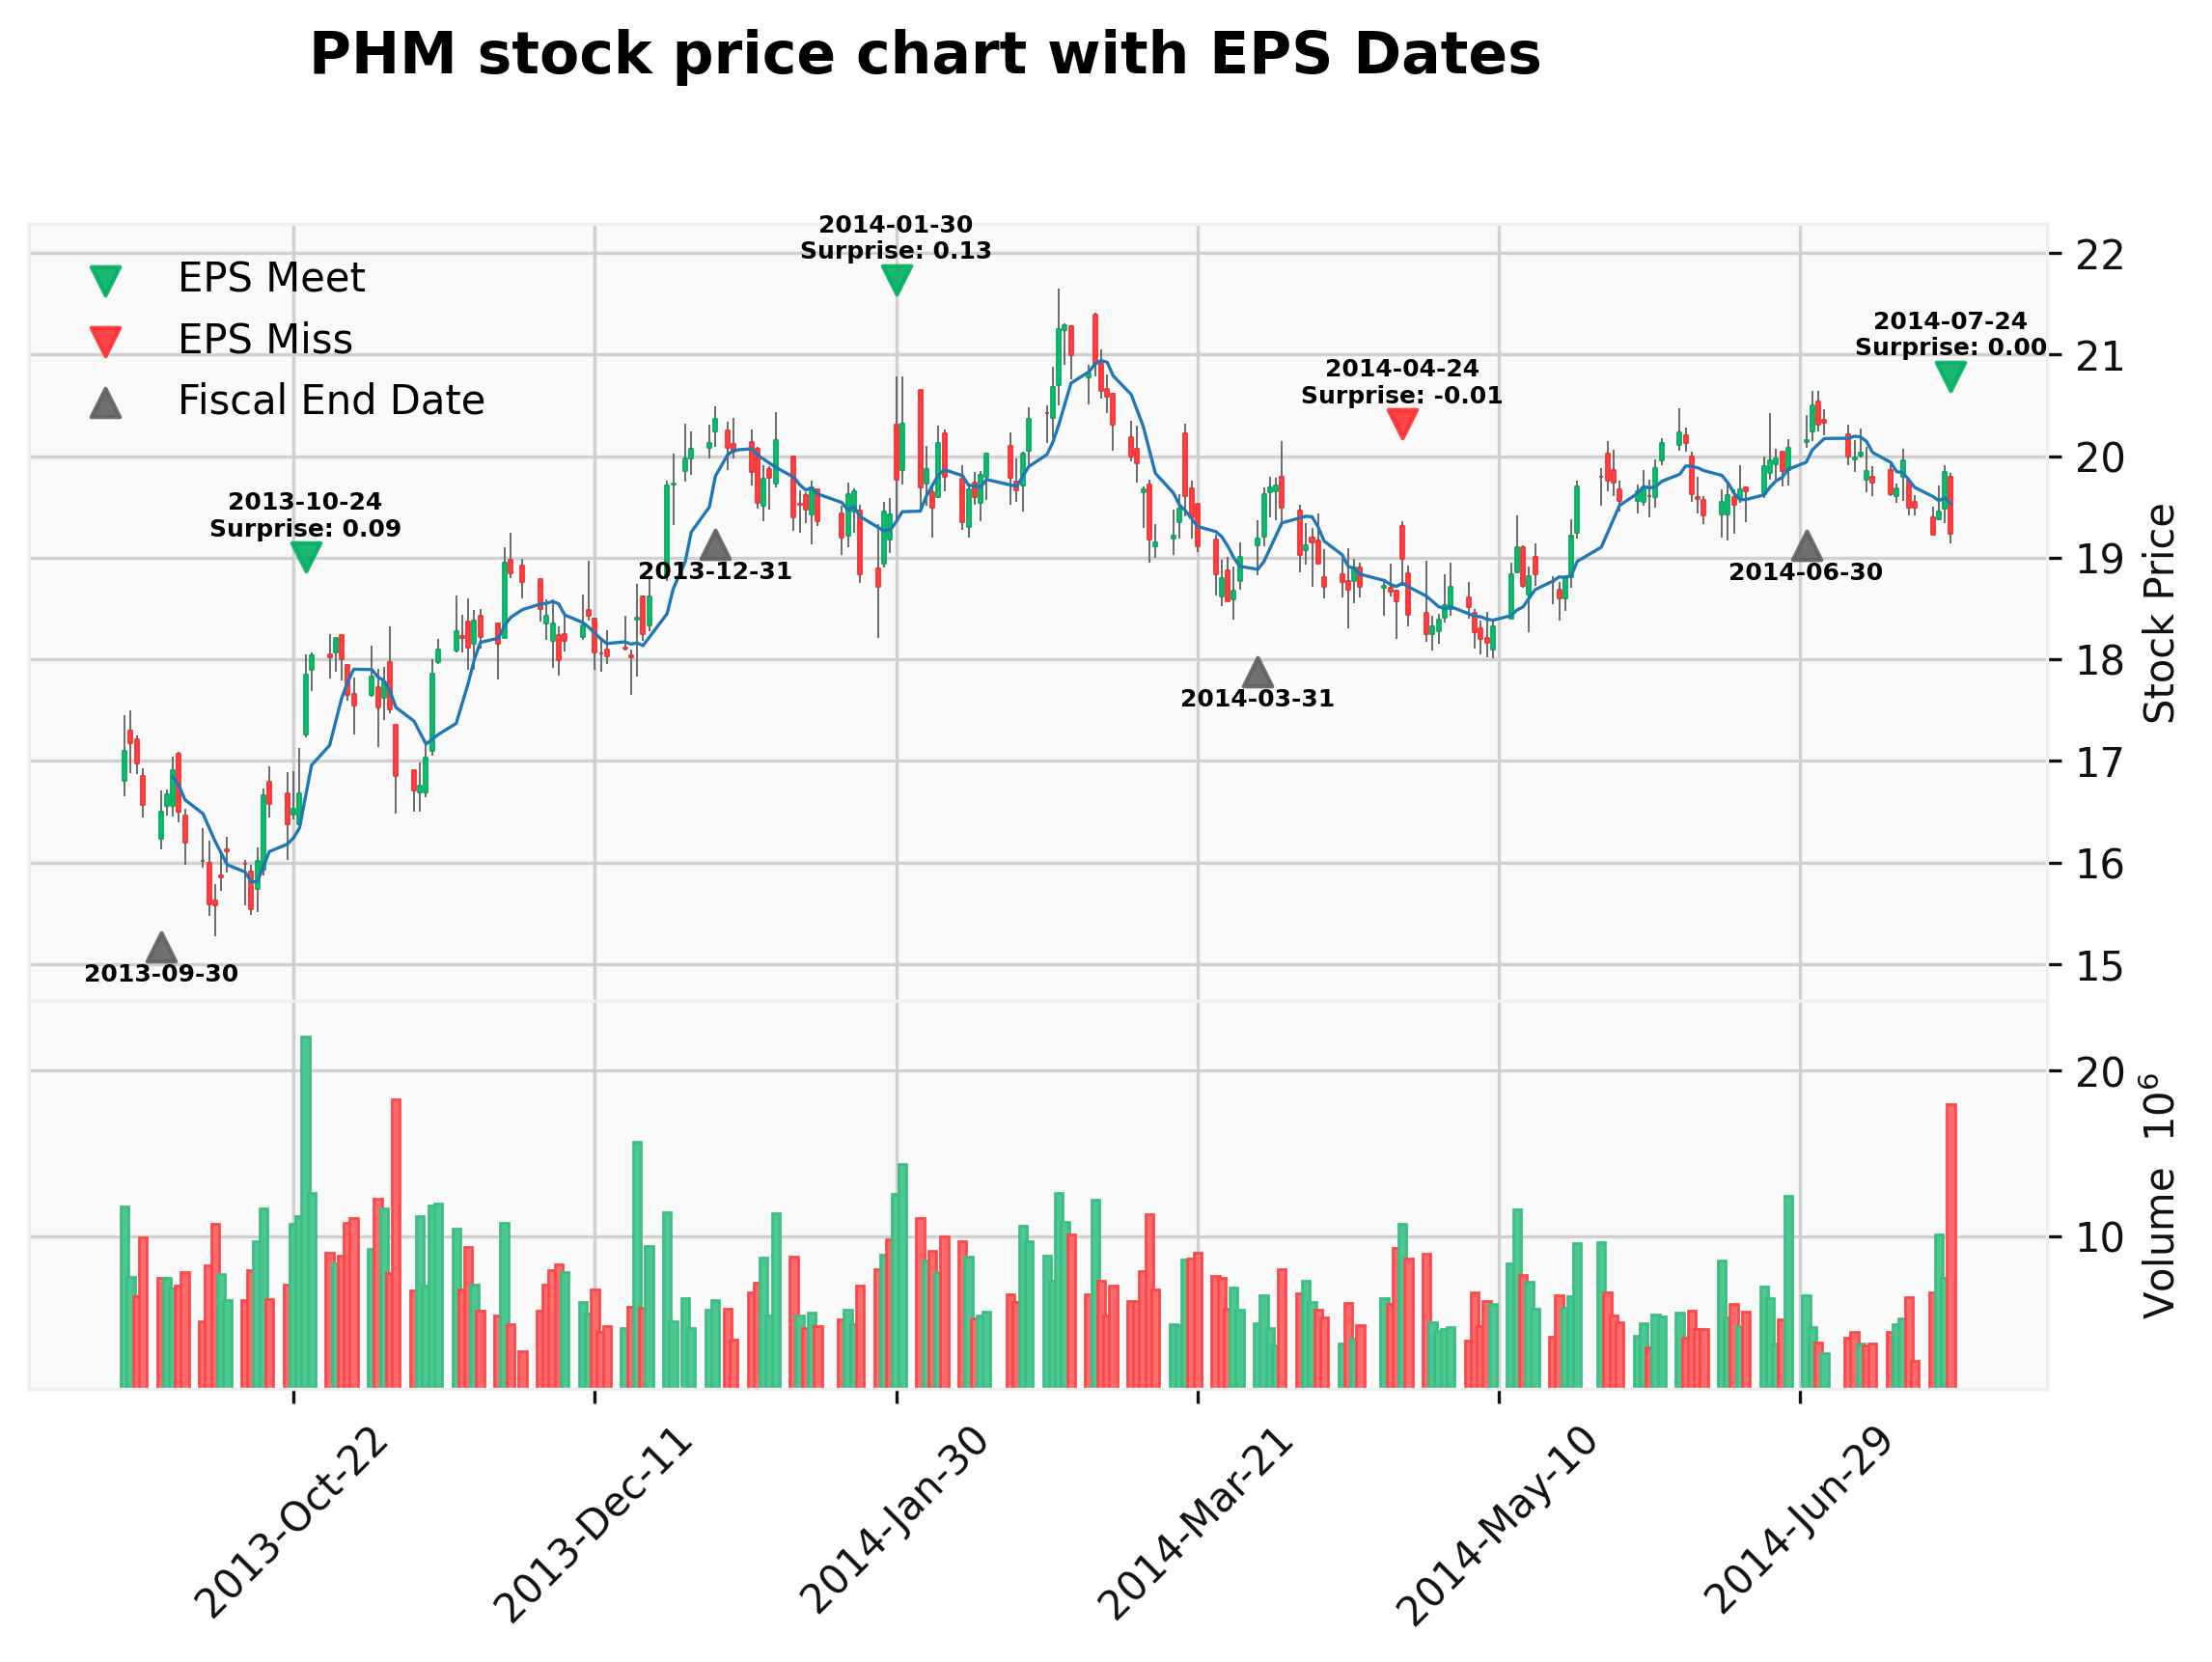 PHM stock price chart with EPS Dates
EPS Meet
EPS Miss
Fiscal End Date
2014-01-30
Surprise: 0.13
2014-07-24
Surprise: 0.00
2014-04-24
Surprise: -0.01
2013-10-24
Surprise: 0.09
2013-12-31
2014-06-30
2014-03-31
2013-09-30
22
21
20
19
18
17
16
15
Stock Price
20
10
Volume 10⁶
2013-Oct-22
2013-Dec-11
2014-Jan-30
2014-Mar-21
2014-May-10
2014-Jun-29